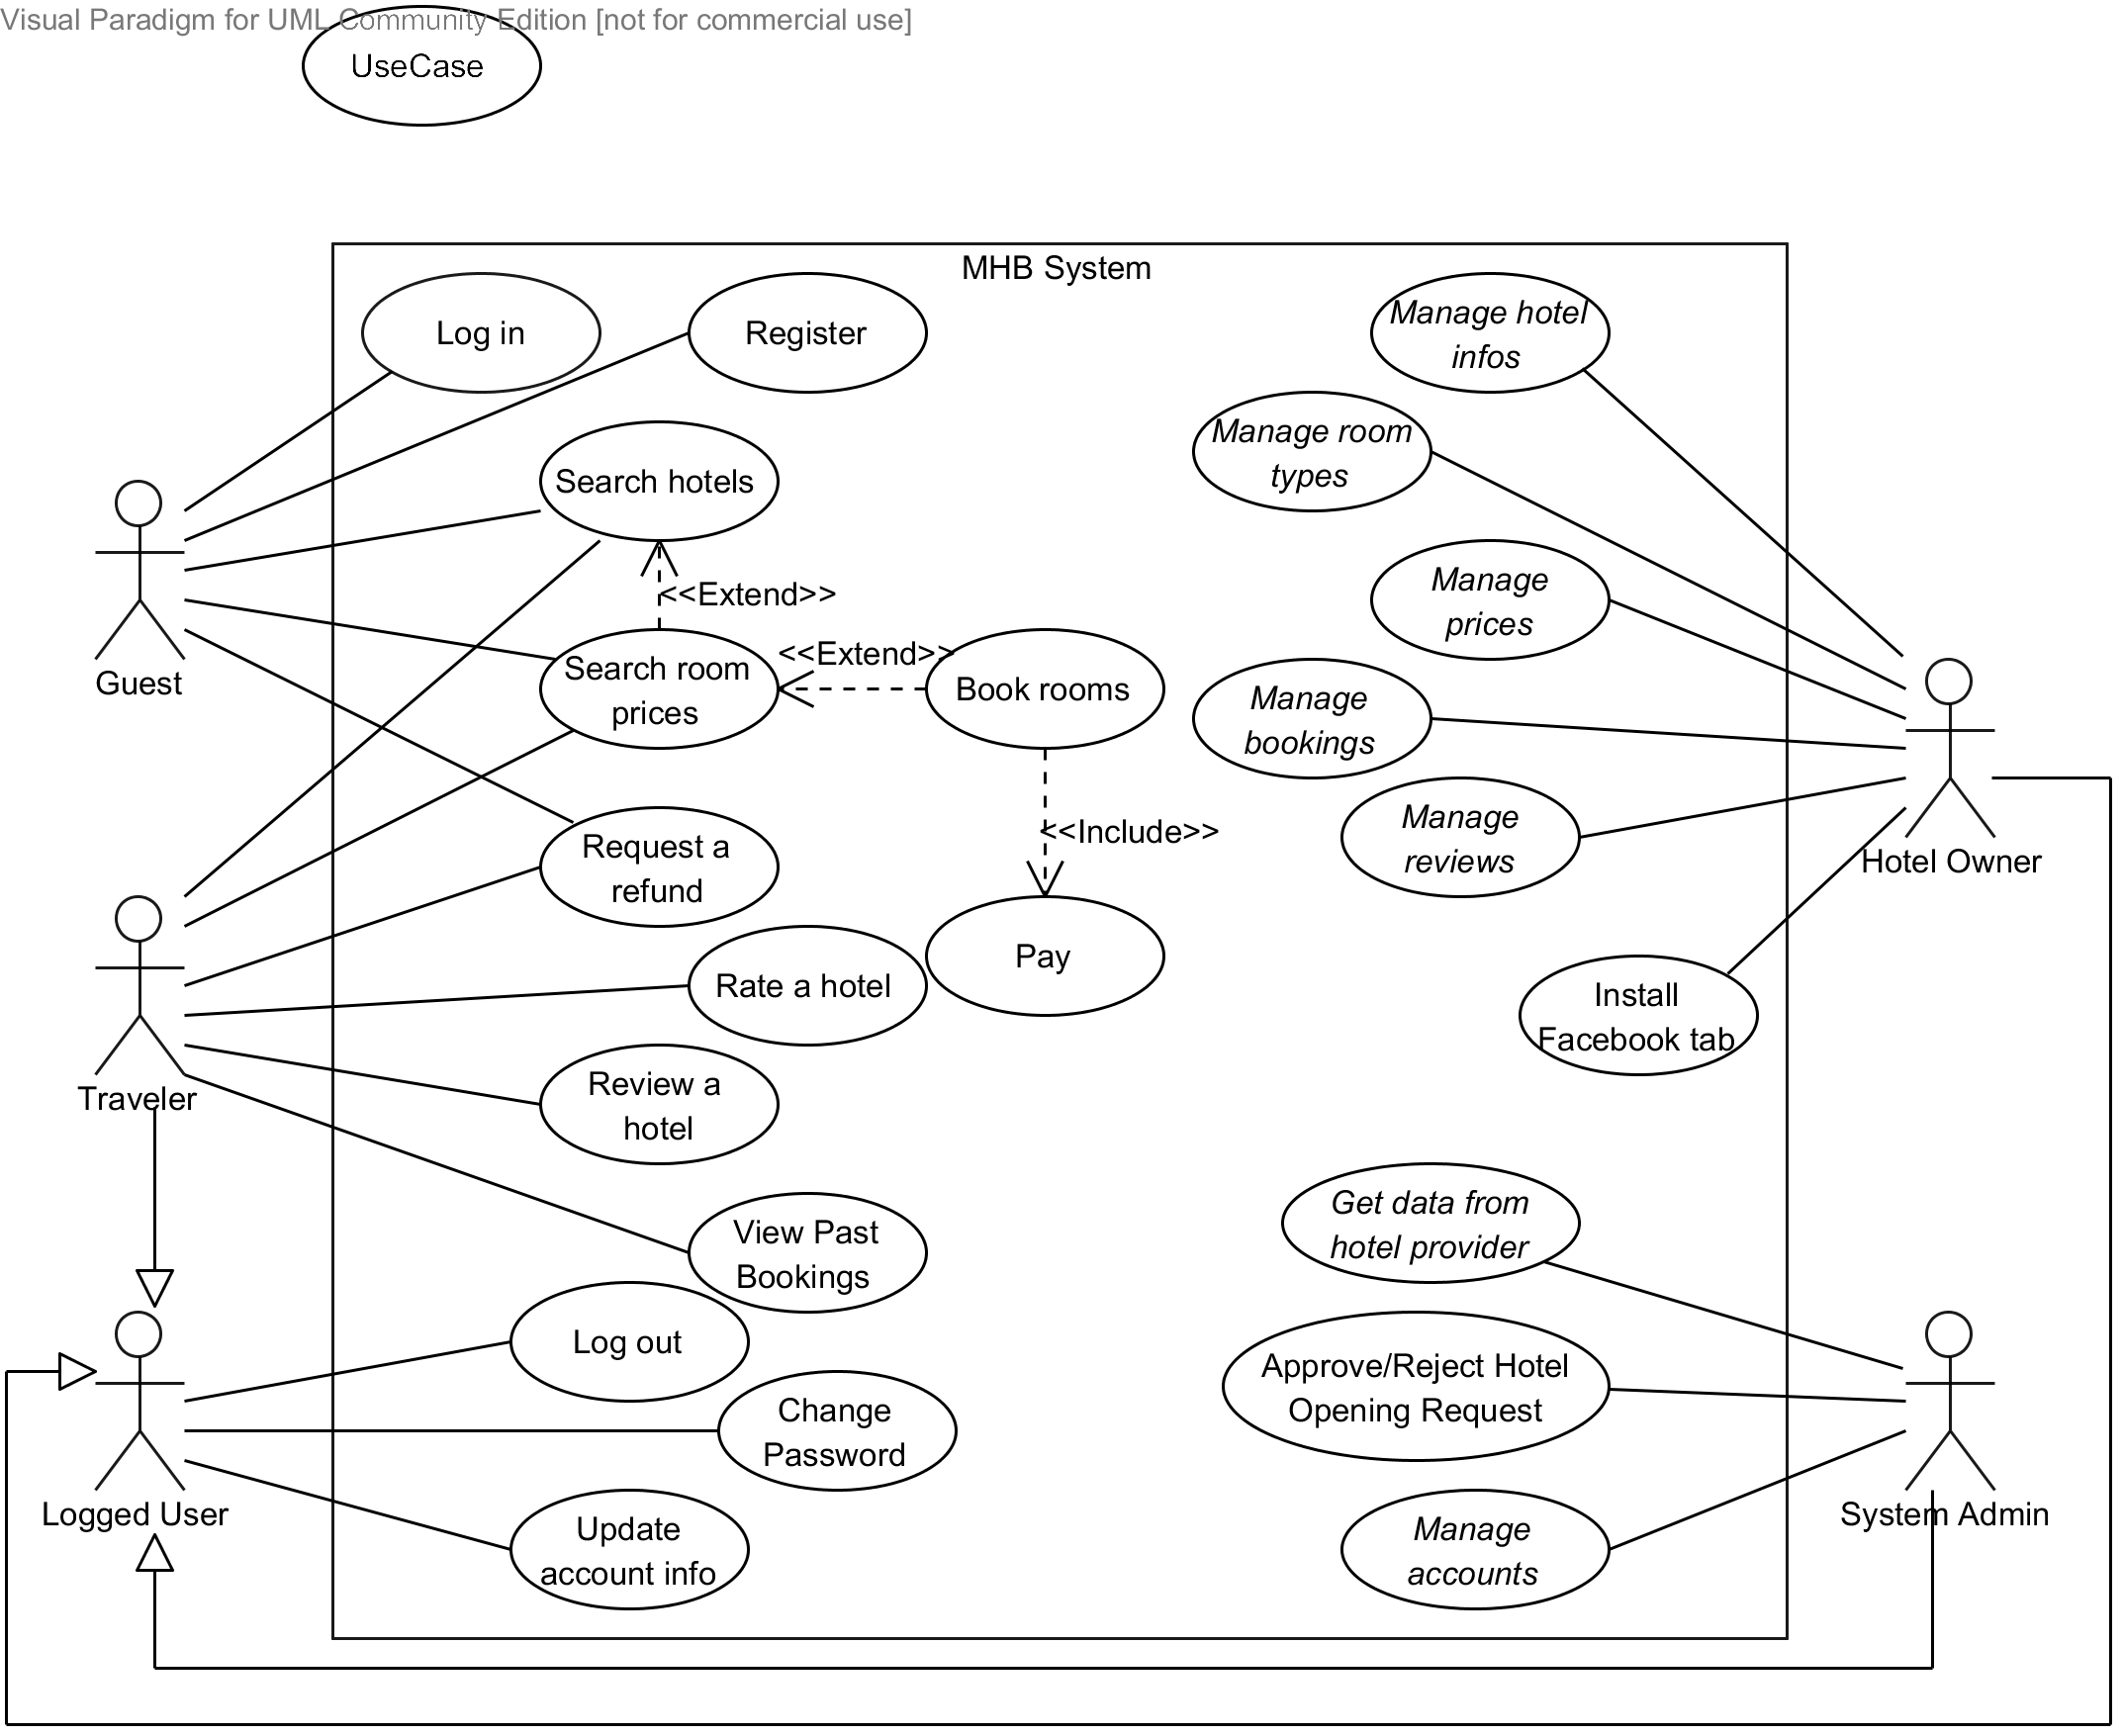 Visual Paradigm for UML Community Edition [not for commercial use]
UseCase
MHB System
Log in
Register
Manage hotel
infos
Manage room
types
Search hotels
<<Extend>>
Manage
prices
Guest
Search room
prices
<<Extend>>
Book rooms
Manage
bookings
Request a
refund
<<Include>>
Manage
reviews
Hotel Owner
Pay
Rate a hotel
Install
Facebook tab
Traveler
Review a
hotel
View Past
Bookings
Get data from
hotel provider
Log out
Approve/Reject Hotel
Opening Request
Change
Password
Logged User
System Admin
Update
account info
Manage
accounts